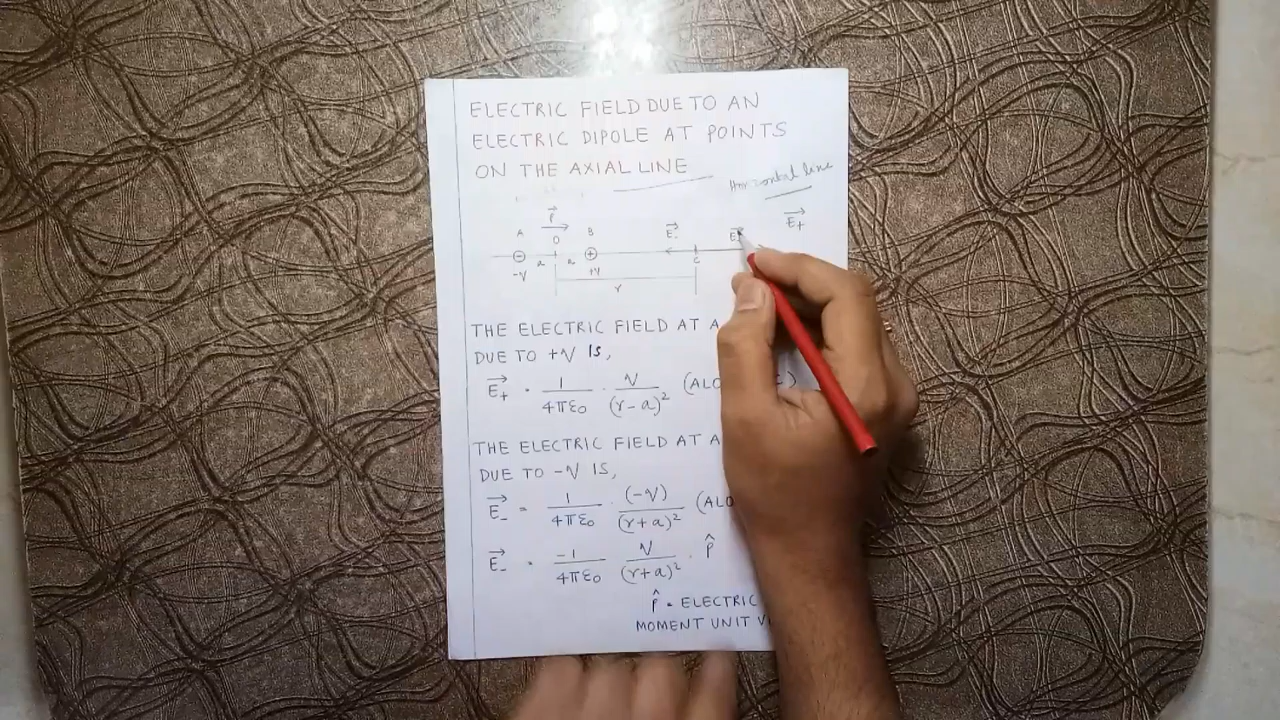 ELECTRIC FIELD DUE TO AN
ELECTRIC DIPOLE AT POINTS
ON THE AXIAL LINE
Horizontal line
P⃗
E⃗₊
A O B E⃗₋
⊖ a a ⊕ C
-q +q
r
THE ELECTRIC FIELD AT A
DUE TO +q IS,
E⃗₊ = 1/4πε₀ · q/(r-a)²
THE ELECTRIC FIELD AT A
DUE TO -q IS,
E⃗₋ = 1/4πε₀ · (-q)/(r+a)²
E⃗₋ = -1/4πε₀ q/(r+a)² · p̂
p̂ = ELECTRIC
MOMENT UNIT